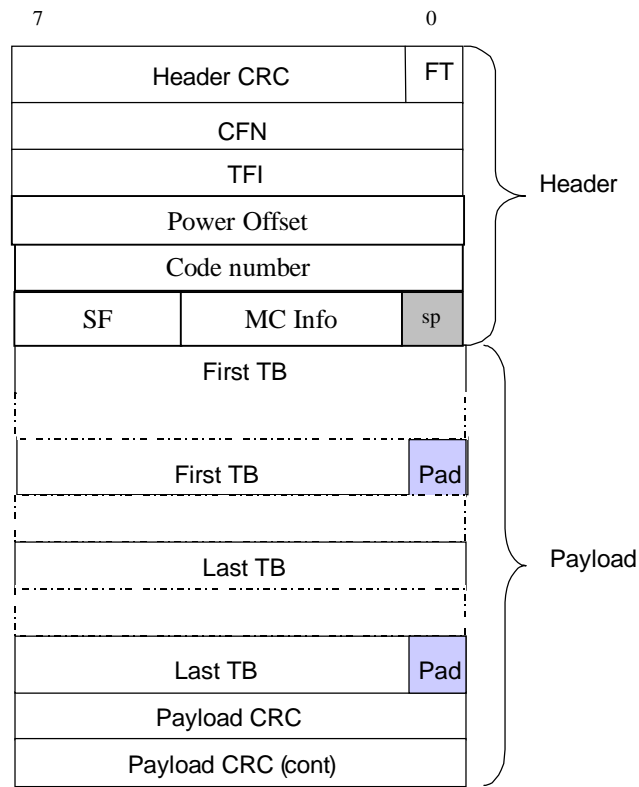 7 0
Header CRC FT
CFN
TFI
Header
Power Offset
Code number
SF MC Info sp
First TB
First TB Pad
Last TB
Payload
Last TB Pad
Payload CRC
Payload CRC (cont)